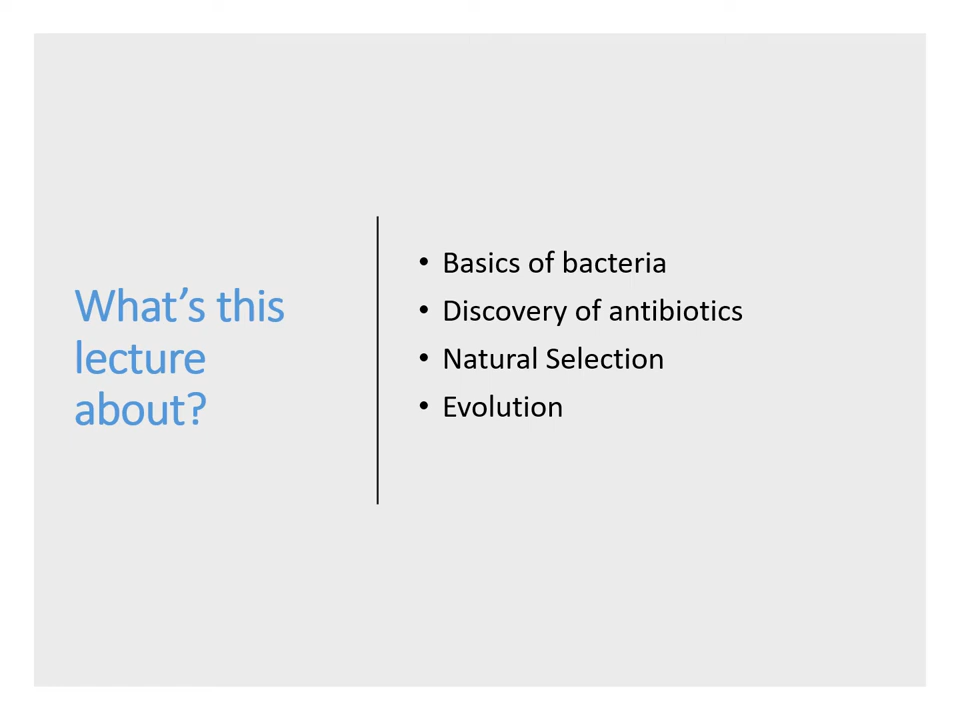 What’s this
lecture
about?
• Basics of bacteria
• Discovery of antibiotics
• Natural Selection
• Evolution